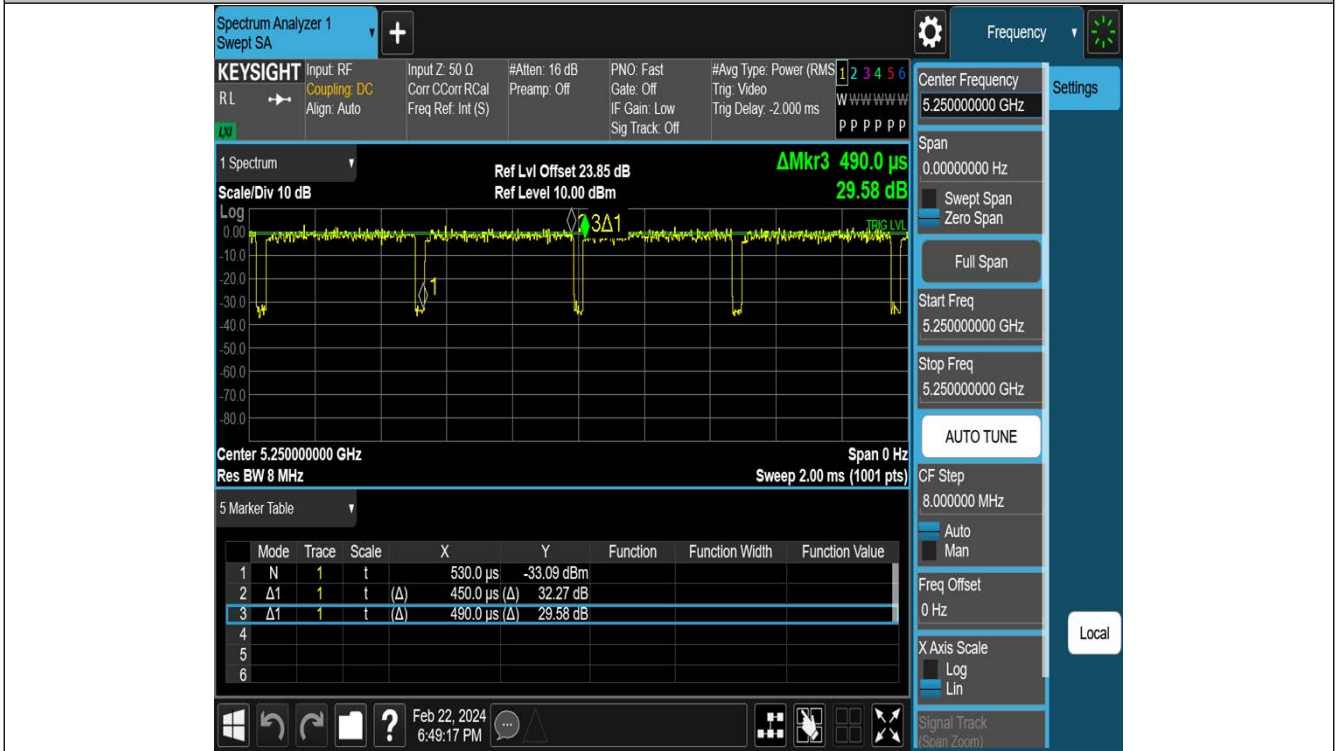 Spectrum Analyzer 1
Swept SA
+
Frequency
KEYSIGHT
RL
LXI
Input: RF
Coupling: DC
Align: Auto
Input Z: 50 Ω
Corr CCorr RCal
Freq Ref: Int (S)
#Atten: 16 dB
Preamp: Off
PNO: Fast
Gate: Off
IF Gain: Low
Sig Track: Off
#Avg Type: Power (RMS
Trig: Video
Trig Delay: -2.000 ms
1 2 3 4 5 6
W W W W W W
P P P P P P
Center Frequency
5.250000000 GHz
Settings
Span
0.00000000 Hz
Swept Span
Zero Span
Full Span
Start Freq
5.250000000 GHz
Stop Freq
5.250000000 GHz
AUTO TUNE
CF Step
8.000000 MHz
Auto
Man
Freq Offset
0 Hz
X Axis Scale
Log
Lin
Signal Track
(Span Zoom)
Local
1 Spectrum
Scale/Div 10 dB
Ref Lvl Offset 23.85 dB
Ref Level 10.00 dBm
ΔMkr3 490.0 µs
29.58 dB
Log
0.00
-10.0
-20.0
-30.0
-40.0
-50.0
-60.0
-70.0
-80.0
3Δ1
TRIG LVL
1
Center 5.250000000 GHz
Span 0 Hz
Res BW 8 MHz
Sweep 2.00 ms (1001 pts)
5 Marker Table
Mode Trace Scale X Y Function Function Width Function Value
1 N 1 t 530.0 µs -33.09 dBm
2 Δ1 1 t (Δ) 450.0 µs (Δ) 32.27 dB
3 Δ1 1 t (Δ) 490.0 µs (Δ) 29.58 dB
4
5
6
?
Feb 22, 2024
6:49:17 PM